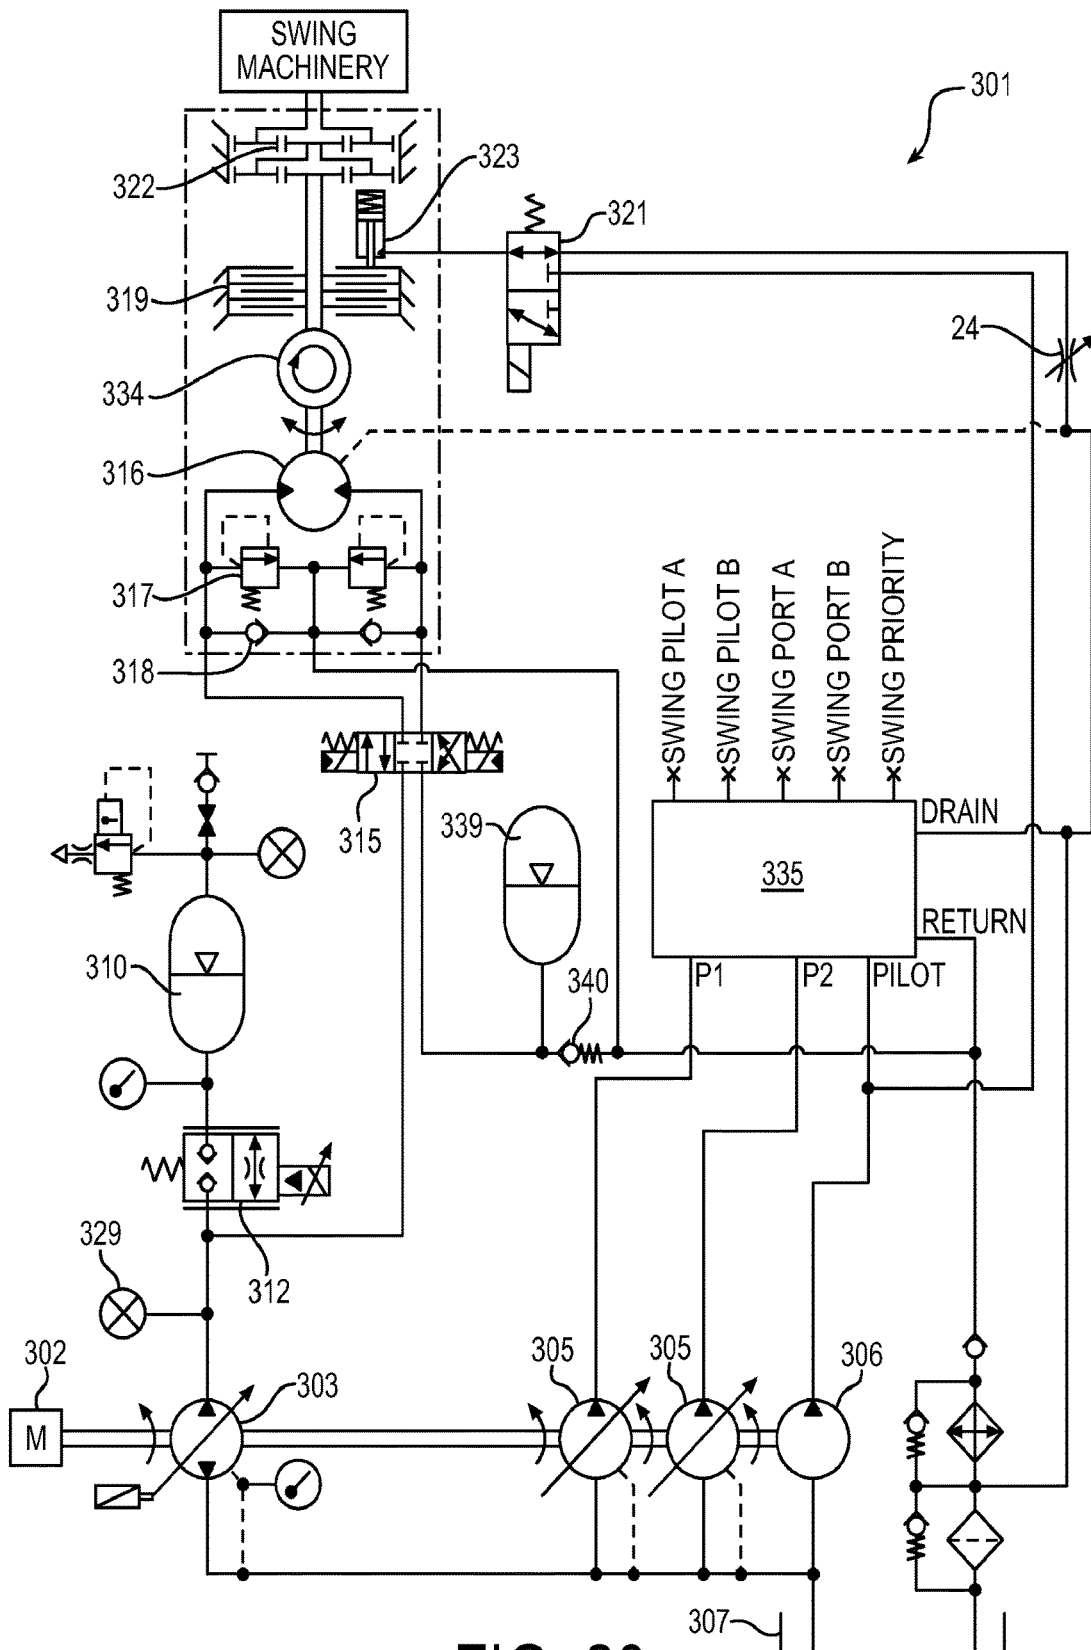 SWING
MACHINERY
301
323
322
321
319
24
334
316
317
318
SWING PILOT A
SWING PILOT B
SWING PORT A
SWING PORT B
SWING PRIORITY
315
339
DRAIN
335
RETURN
310
340
P1
P2
PILOT
329
312
302
303
305
305
306
M
307